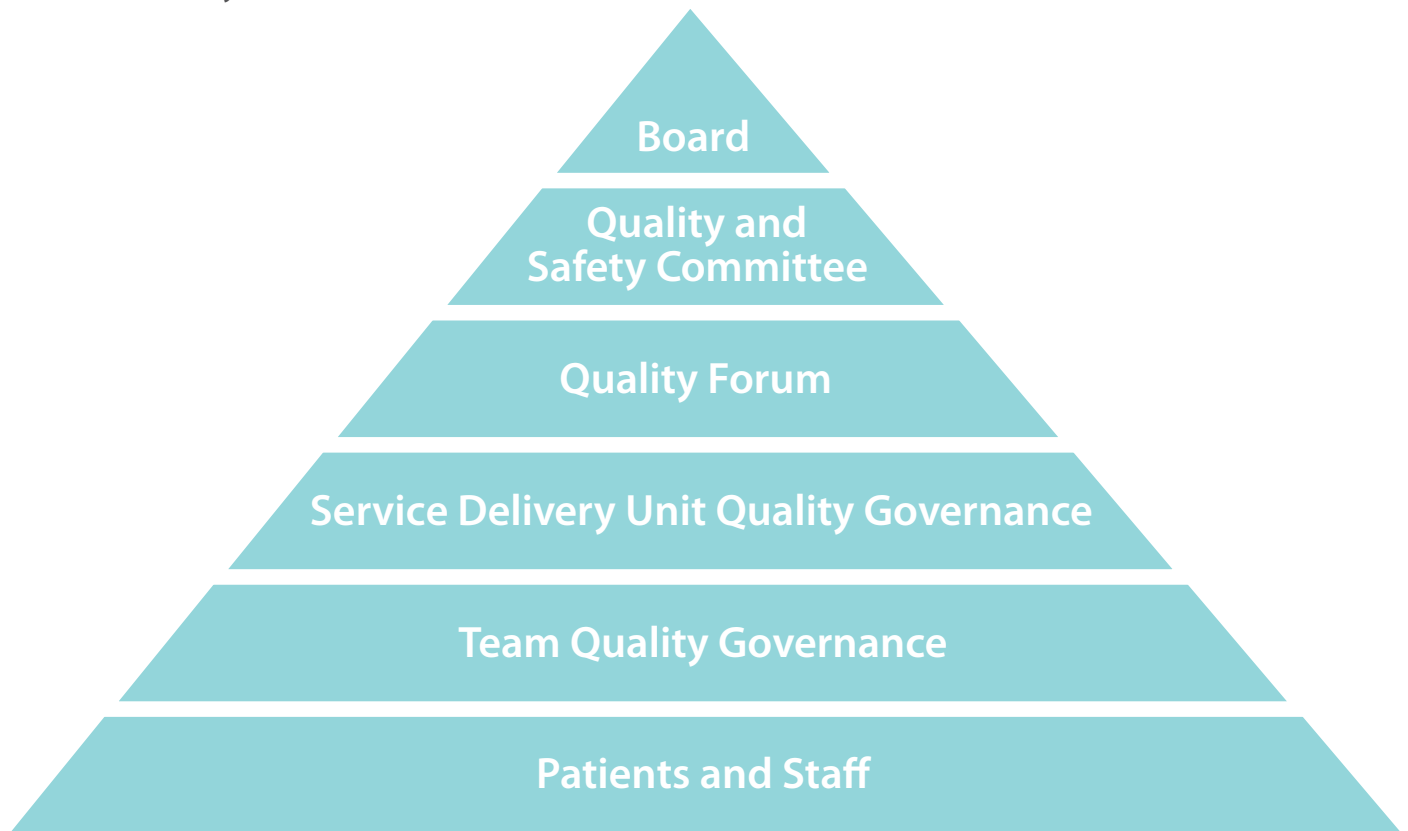 Board
Quality and
Safety Committee
Quality Forum
Service Delivery Unit Quality Governance
Team Quality Governance
Patients and Staff